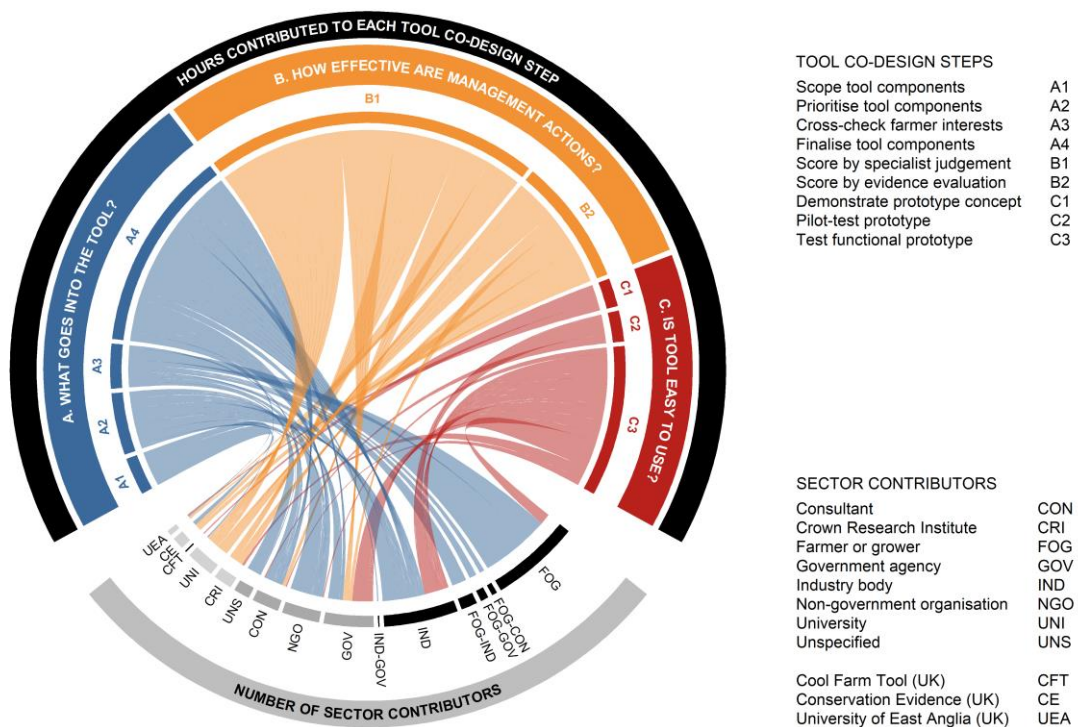 HOURS CONTRIBUTED TO EACH TOOL CO-DESIGN STEP
A. WHAT GOES INTO THE TOOL?
B. HOW EFFECTIVE ARE MANAGEMENT ACTIONS?
C. IS TOOL EASY TO USE?
A1
A2
A3
A4
B1
B2
C1
C2
C3
UEA
CE
CFT
UNI
CRI
UNS
CON
NGO
GOV
IND-GOV
IND
FOG-IND
FOG-GOV
FOG-CON
FOG
NUMBER OF SECTOR CONTRIBUTORS
TOOL CO-DESIGN STEPS
Scope tool components A1
Prioritise tool components A2
Cross-check farmer interests A3
Finalise tool components A4
Score by specialist judgement B1
Score by evidence evaluation B2
Demonstrate prototype concept C1
Pilot-test prototype C2
Test functional prototype C3
SECTOR CONTRIBUTORS
Consultant CON
Crown Research Institute CRI
Farmer or grower FOG
Government agency GOV
Industry body IND
Non-government organisation NGO
University UNI
Unspecified UNS
Cool Farm Tool (UK) CFT
Conservation Evidence (UK) CE
University of East Anglia (UK) UEA